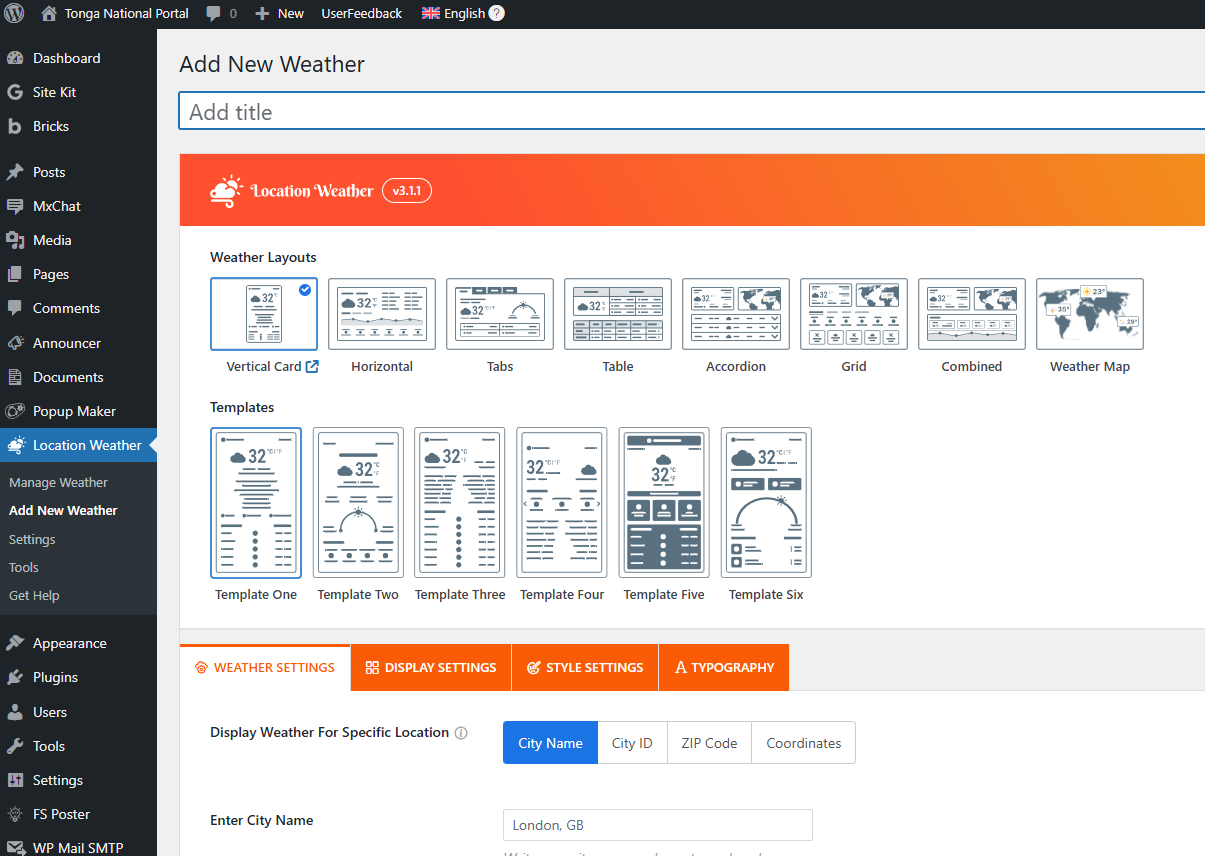 Tonga National Portal 0 New UserFeedback English ?
Dashboard
Site Kit
Bricks
Posts
MxChat
Media
Pages
Comments
Announcer
Documents
Popup Maker
Location Weather
Manage Weather
Add New Weather
Settings
Tools
Get Help
Appearance
Plugins
Users
Tools
Settings
FS Poster
WP Mail SMTP
Add New Weather
Add title
Location Weather v3.1.1
Weather Layouts
32° 32° 32° 32° 32° 32° 32° 23° 35° 29°
Vertical Card Horizontal Tabs Table Accordion Grid Combined Weather Map
Templates
32°C|°F 32°C °F 32°C °F 32°C °F 32°C °F 32°C|°F
Template One Template Two Template Three Template Four Template Five Template Six
WEATHER SETTINGS DISPLAY SETTINGS STYLE SETTINGS A TYPOGRAPHY
Display Weather For Specific Location i City Name City ID ZIP Code Coordinates
Enter City Name London, GB